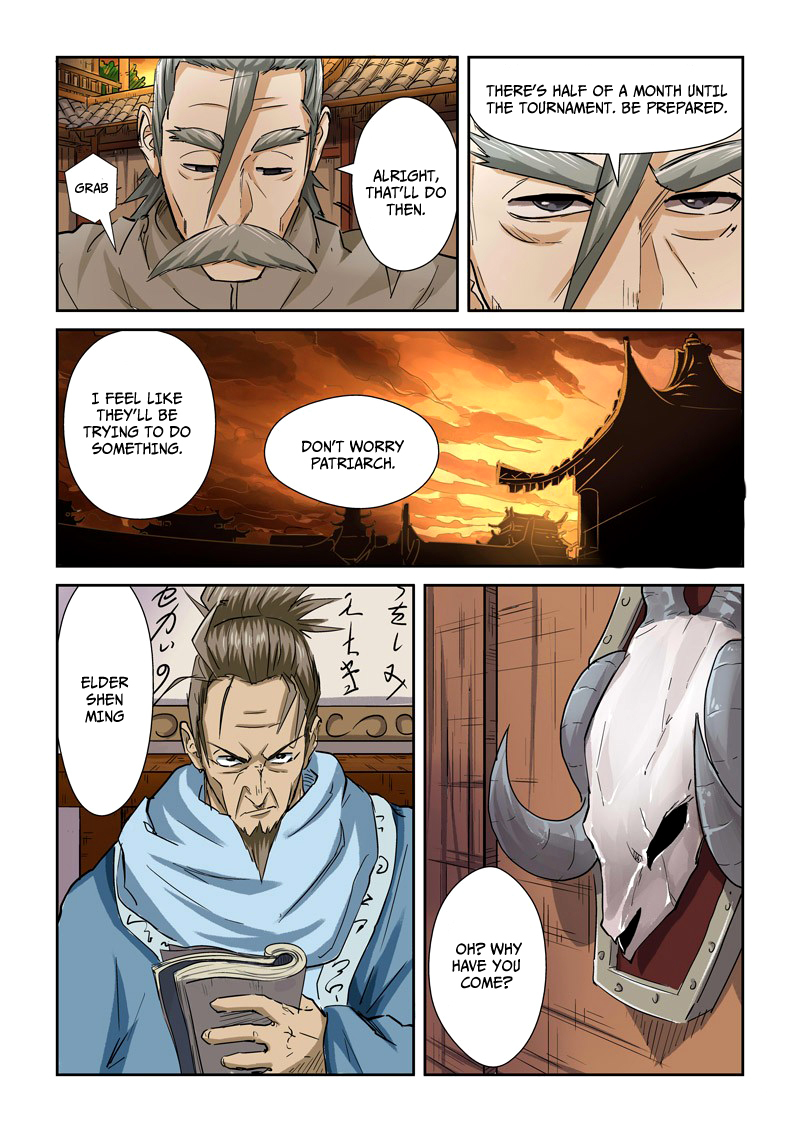 GRAB
ALRIGHT,
THAT'LL DO
THEN.
THERE'S HALF OF A MONTH UNTIL
THE TOURNAMENT. BE PREPARED.
I FEEL LIKE
THEY'LL BE
TRYING TO DO
SOMETHING.
DON'T WORRY
PATRIARCH.
ELDER
SHEN
MING
OH? WHY
HAVE YOU
COME?